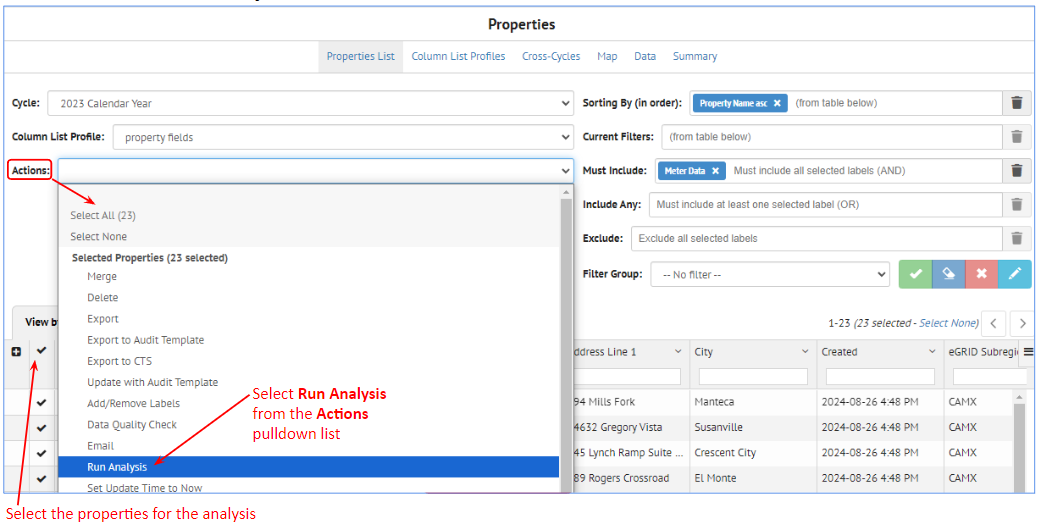 Properties
Properties List Column List Profiles Cross-Cycles Map Data Summary
Cycle: 2023 Calendar Year
Sorting By (in order): Property Name asc × (from table below)
Column List Profile: property fields
Current Filters: (from table below)
Actions:
Must Include: Meter Data × Must include all selected labels (AND)
Include Any: Must include at least one selected label (OR)
Exclude: Exclude all selected labels
Filter Group: -- No filter --
Select All (23)
Select None
Selected Properties (23 selected)
Merge
Delete
Export
Export to Audit Template
Export to CTS
Update with Audit Template
Add/Remove Labels
Data Quality Check
Email
Run Analysis
Set Update Time to Now
Select Run Analysis
from the Actions
pulldown list
View b
1-23 (23 selected - Select None)
ddress Line 1 City Created eGRID Subregi
94 Mills Fork Manteca 2024-08-26 4:48 PM CAMX
4632 Gregory Vista Susanville 2024-08-26 4:48 PM CAMX
45 Lynch Ramp Suite ... Crescent City 2024-08-26 4:48 PM CAMX
89 Rogers Crossroad El Monte 2024-08-26 4:48 PM CAMX
Select the properties for the analysis